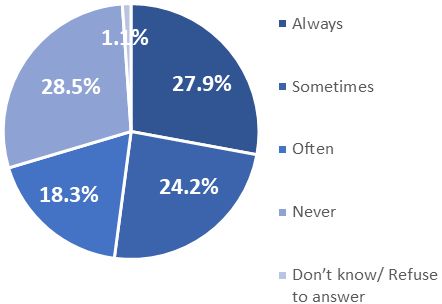 1.1%
27.9%
28.5%
24.2%
18.3%
Always
Sometimes
Often
Never
Don’t know/ Refuse
to answer